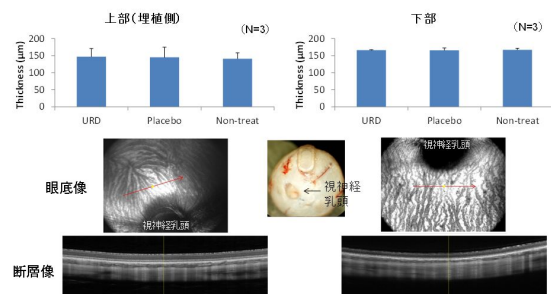 上部(埋植側)
(N=3)
Thickness (μm)
200
150
100
50
0
URD
Placebo
Non-treat
下部
(N=3)
Thickness (μm)
200
150
100
50
0
URD
Placebo
Non-treat
眼底像
視神経乳頭
視神経
乳頭
視神経乳頭
断層像